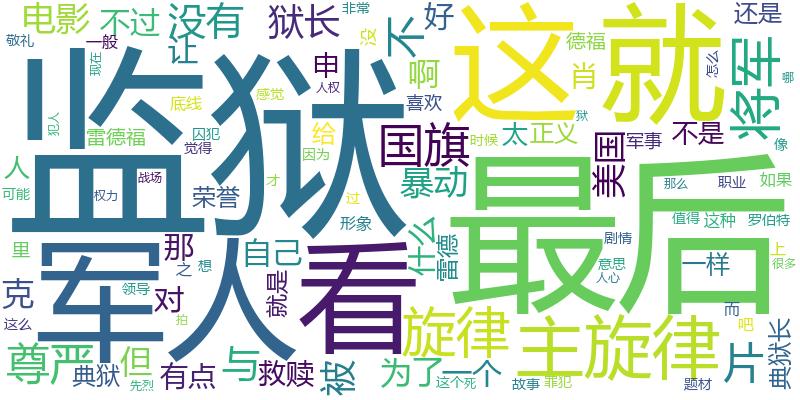 电影
不过
没有
狱长
不
好
这
就
还是
非常
敬礼
一般
现在
让
申
没
啊
德福
肖
将军
怎么
哪
监狱
底线
感觉
人权
喜欢
犯人
雷德福
囚犯
觉得
因为
给
国旗
时候
太
正义
美国
军事
不是
像
狱
人
可能
权力
战场
荣誉
才
过
形象
暴动
最后
那么
职业
如果
值得
这种
罗伯特
里
军人
那
之
想
自己
看
什么
雷德
剧情
意思
人心
一样
上
很多
克
领导
对
就是
而
这么
拍
旋律
主旋律
吧
片
典狱长
尊严
但
典狱
先烈
有点
与
救赎
被
为了
一个
这个
死
故事
罪犯
题材